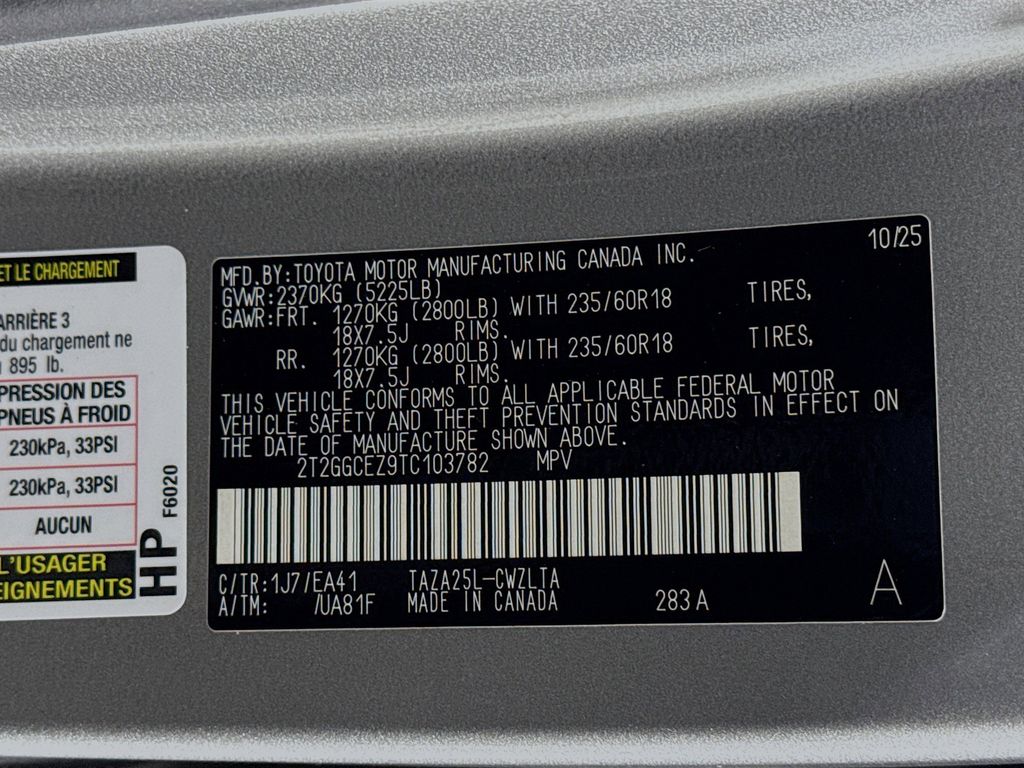 ET LE CHARGEMENT
ARRIÈRE 3
du chargement ne
895 lb.
PRESSION DES
PNEUS À FROID
230kPa, 33PSI
230kPa, 33PSI
AUCUN
L'USAGER
EIGNEMENTS
HP F6020
10/25
MFD.BY:TOYOTA MOTOR MANUFACTURING CANADA INC.
GVWR:2370KG (5225LB)
GAWR:FRT. 1270KG (2800LB) WITH 235/60R18 TIRES,
18X7.5J RIMS.
RR. 1270KG (2800LB) WITH 235/60R18 TIRES,
18X7.5J RIMS.
THIS VEHICLE CONFORMS TO ALL APPLICABLE FEDERAL MOTOR
VEHICLE SAFETY AND THEFT PREVENTION STANDARDS IN EFFECT ON
THE DATE OF MANUFACTURE SHOWN ABOVE.
2T2GGCEZ9TC103782 MPV
C/TR:1J7/EA41 TAZA25L-CWZLTA
A/TM: /UA81F MADE IN CANADA 283A A